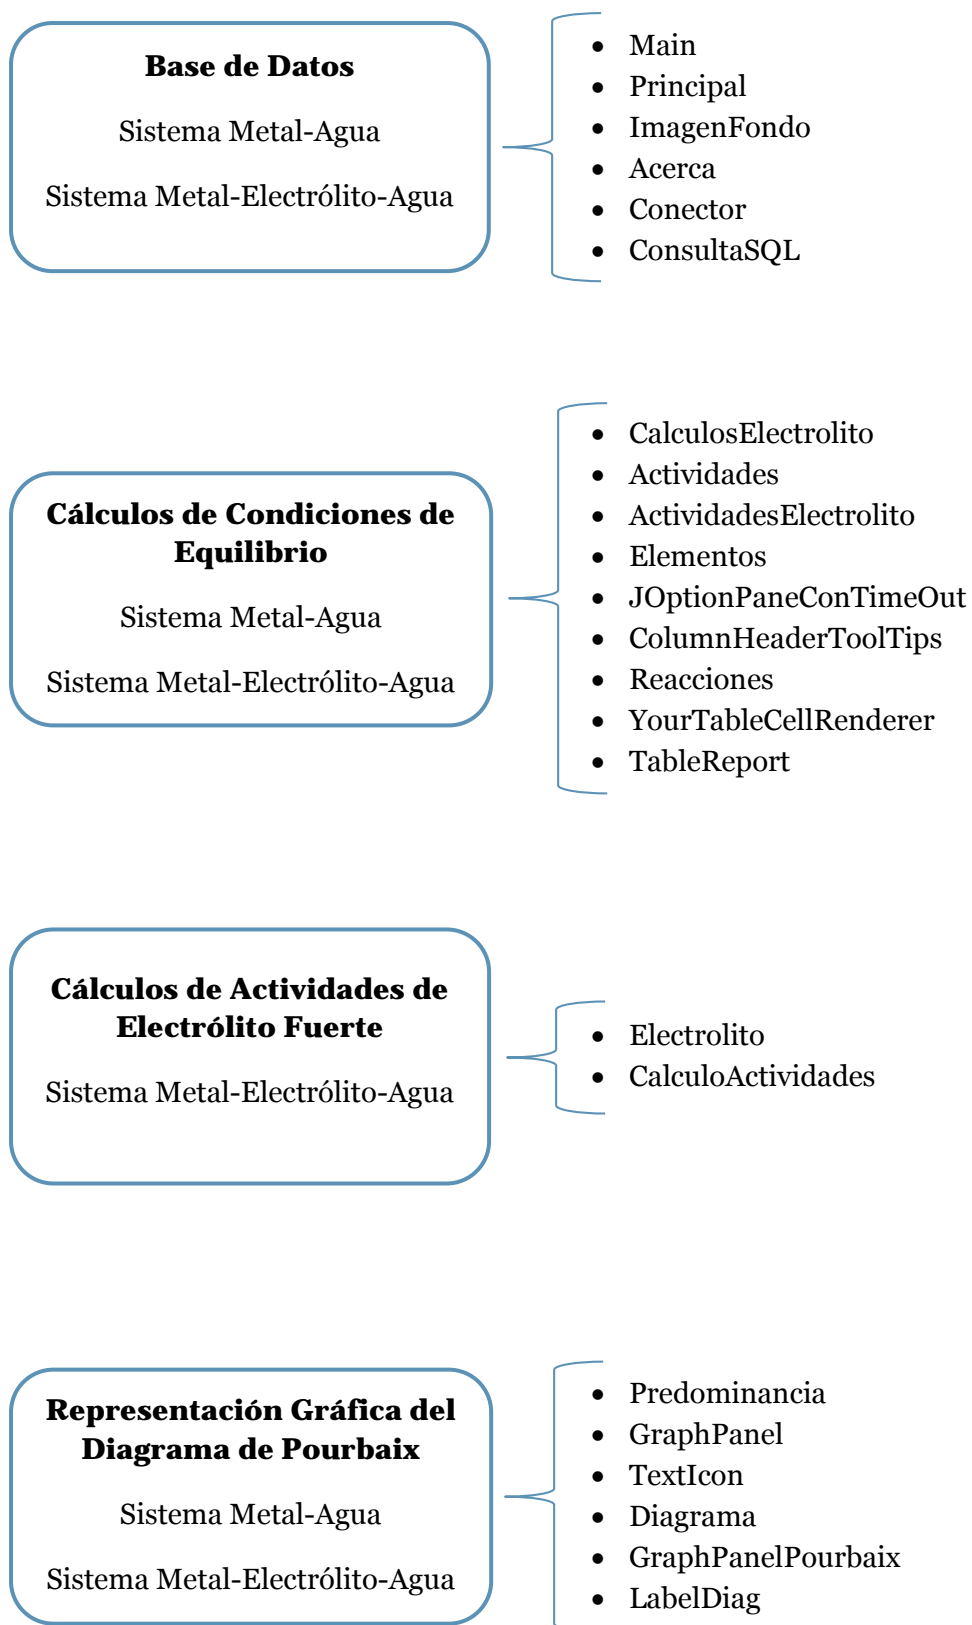 Base de Datos
Sistema Metal-Agua
Sistema Metal-Electrólito-Agua
• Main
• Principal
• ImagenFondo
• Acerca
• Conector
• ConsultaSQL
Cálculos de Condiciones de
Equilibrio
Sistema Metal-Agua
Sistema Metal-Electrólito-Agua
• CalculosElectrolito
• Actividades
• ActividadesElectrolito
• Elementos
• JOptionPaneConTimeOut
• ColumnHeaderToolTips
• Reacciones
• YourTableCellRenderer
• TableReport
Cálculos de Actividades de
Electrólito Fuerte
Sistema Metal-Electrólito-Agua
• Electrolito
• CalculoActividades
Representación Gráfica del
Diagrama de Pourbaix
Sistema Metal-Agua
Sistema Metal-Electrólito-Agua
• Predominancia
• GraphPanel
• TextIcon
• Diagrama
• GraphPanelPourbaix
• LabelDiag